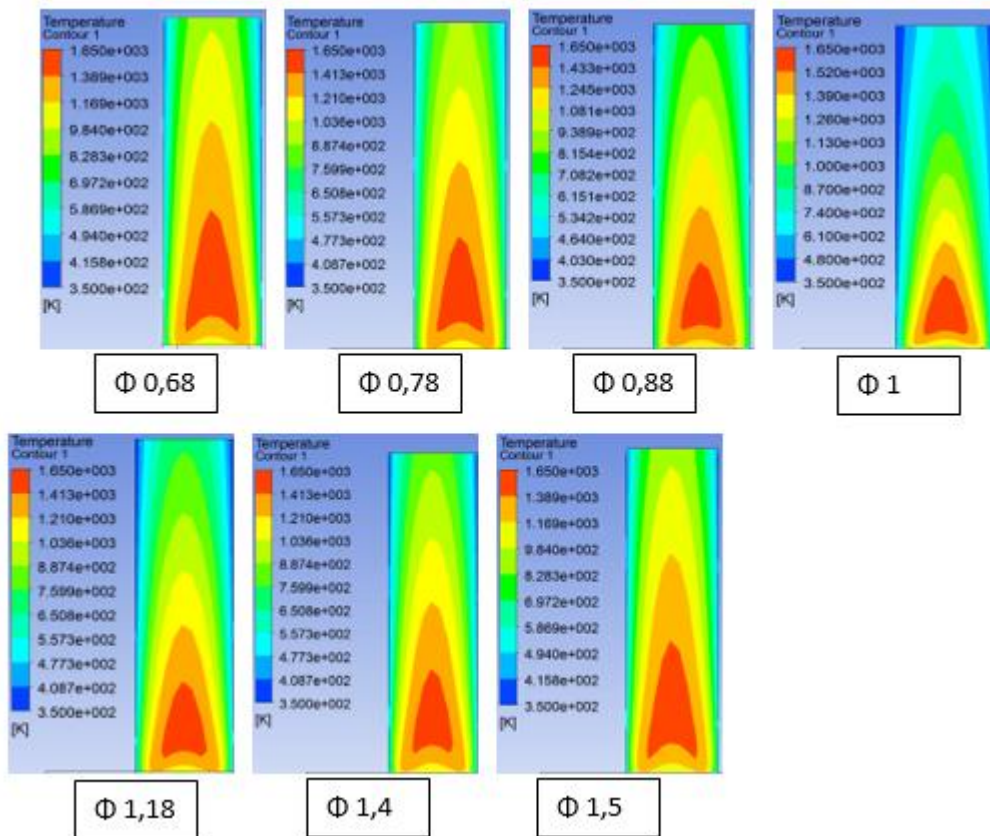 Temperature
Contour 1
1.650e+003
1.389e+003
1.169e+003
9.840e+002
8.283e+002
6.972e+002
5.869e+002
4.940e+002
4.158e+002
3.500e+002
[K]
Φ 0,68
Temperature
Contour 1
1.650e+003
1.413e+003
1.210e+003
1.036e+003
8.874e+002
7.599e+002
6.508e+002
5.573e+002
4.773e+002
4.087e+002
3.500e+002
[K]
Φ 0,78
Temperature
Contour 1
1.650e+003
1.433e+003
1.245e+003
1.081e+003
9.389e+002
8.154e+002
7.082e+002
6.151e+002
5.342e+002
4.640e+002
4.030e+002
3.500e+002
[K]
Φ 0,88
Temperature
Contour 1
1.650e+003
1.520e+003
1.390e+003
1.260e+003
1.130e+003
1.000e+003
8.700e+002
7.400e+002
6.100e+002
4.800e+002
3.500e+002
[K]
Φ 1
Temperature
Contour 1
1.650e+003
1.413e+003
1.210e+003
1.036e+003
8.874e+002
7.599e+002
6.508e+002
5.573e+002
4.773e+002
4.087e+002
3.500e+002
[K]
Φ 1,18
Temperature
Contour 1
1.650e+003
1.413e+003
1.210e+003
1.036e+003
8.874e+002
7.599e+002
6.508e+002
5.573e+002
4.773e+002
4.087e+002
3.500e+002
[K]
Φ 1,4
Temperature
Contour 1
1.650e+003
1.389e+003
1.169e+003
9.840e+002
8.283e+002
6.972e+002
5.869e+002
4.940e+002
4.158e+002
3.500e+002
[K]
Φ 1,5